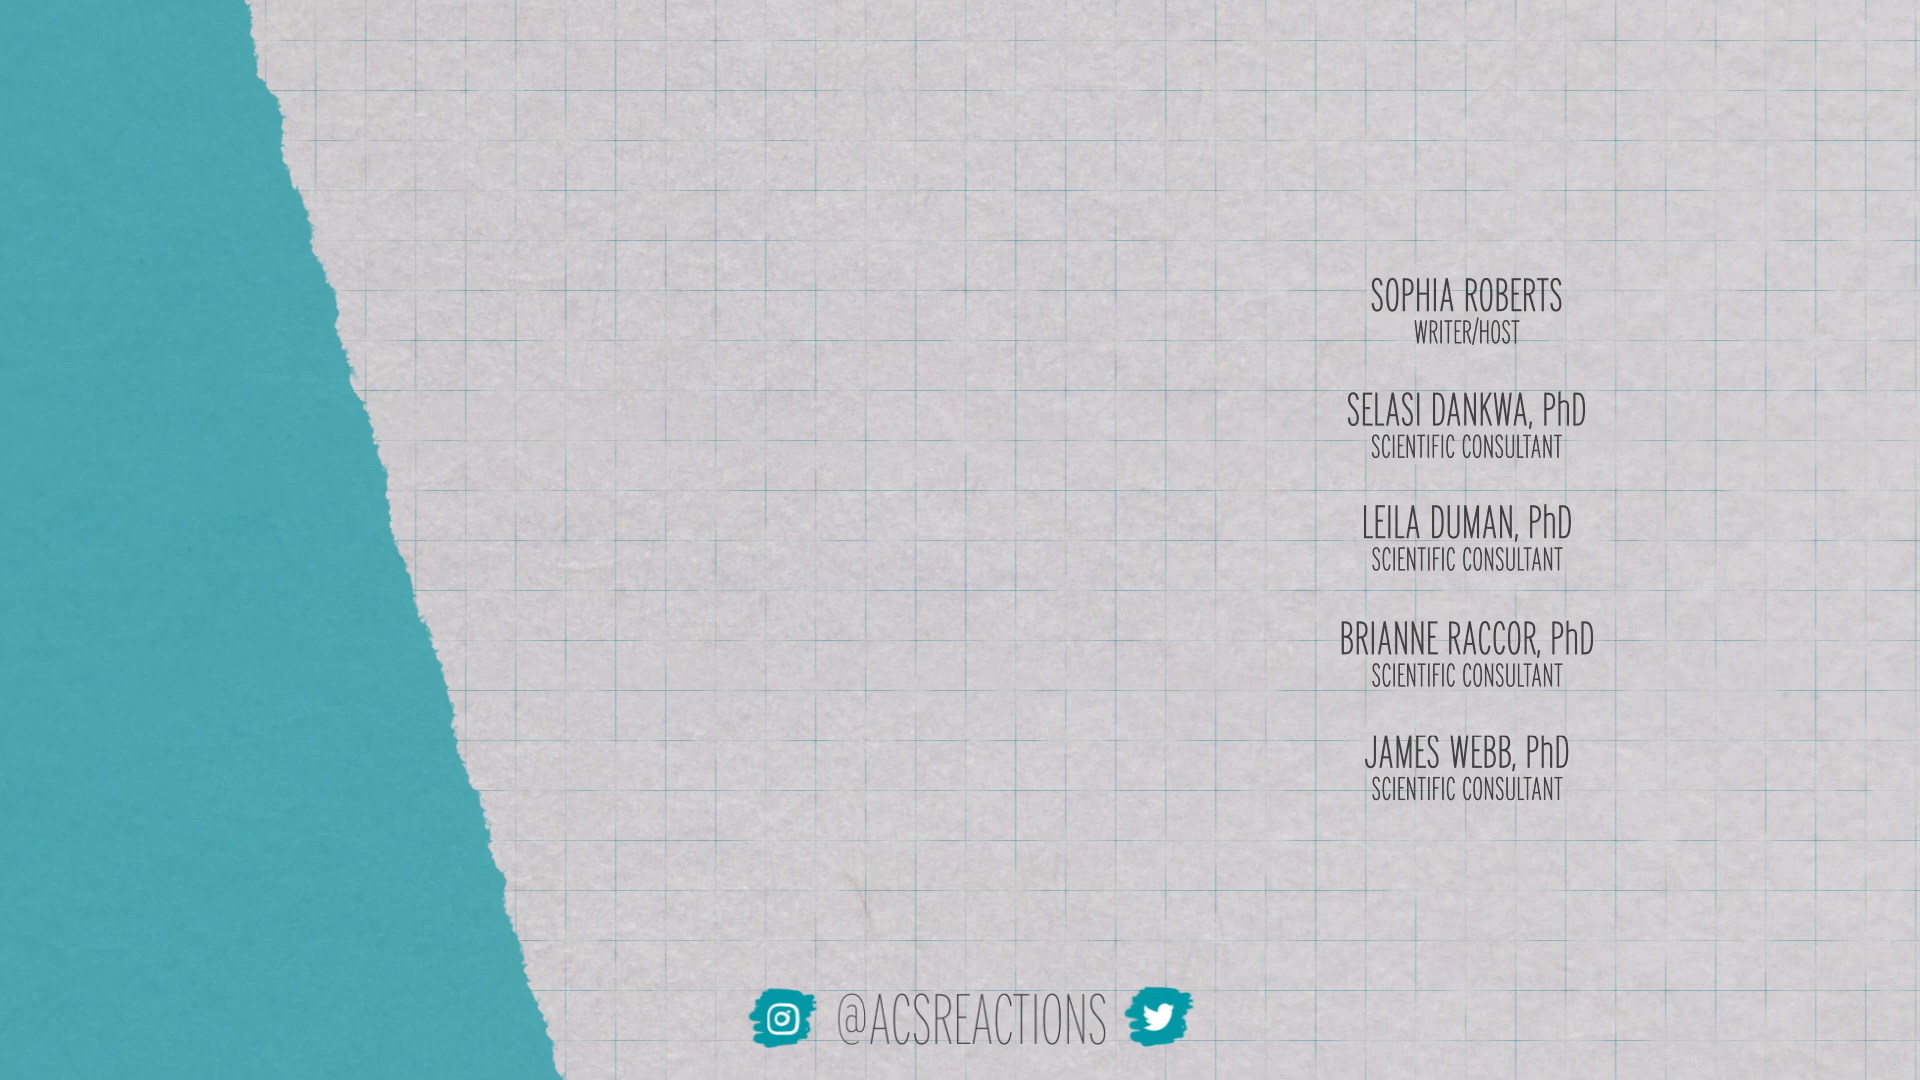 SOPHIA ROBERTS
WRITER/HOST
SELASI DANKWA, PhD
SCIENTIFIC CONSULTANT
LEILA DUMAN, PhD
SCIENTIFIC CONSULTANT
BRIANNE RACCOR, PhD
SCIENTIFIC CONSULTANT
JAMES WEBB, PhD
SCIENTIFIC CONSULTANT
@ACSREACTIONS